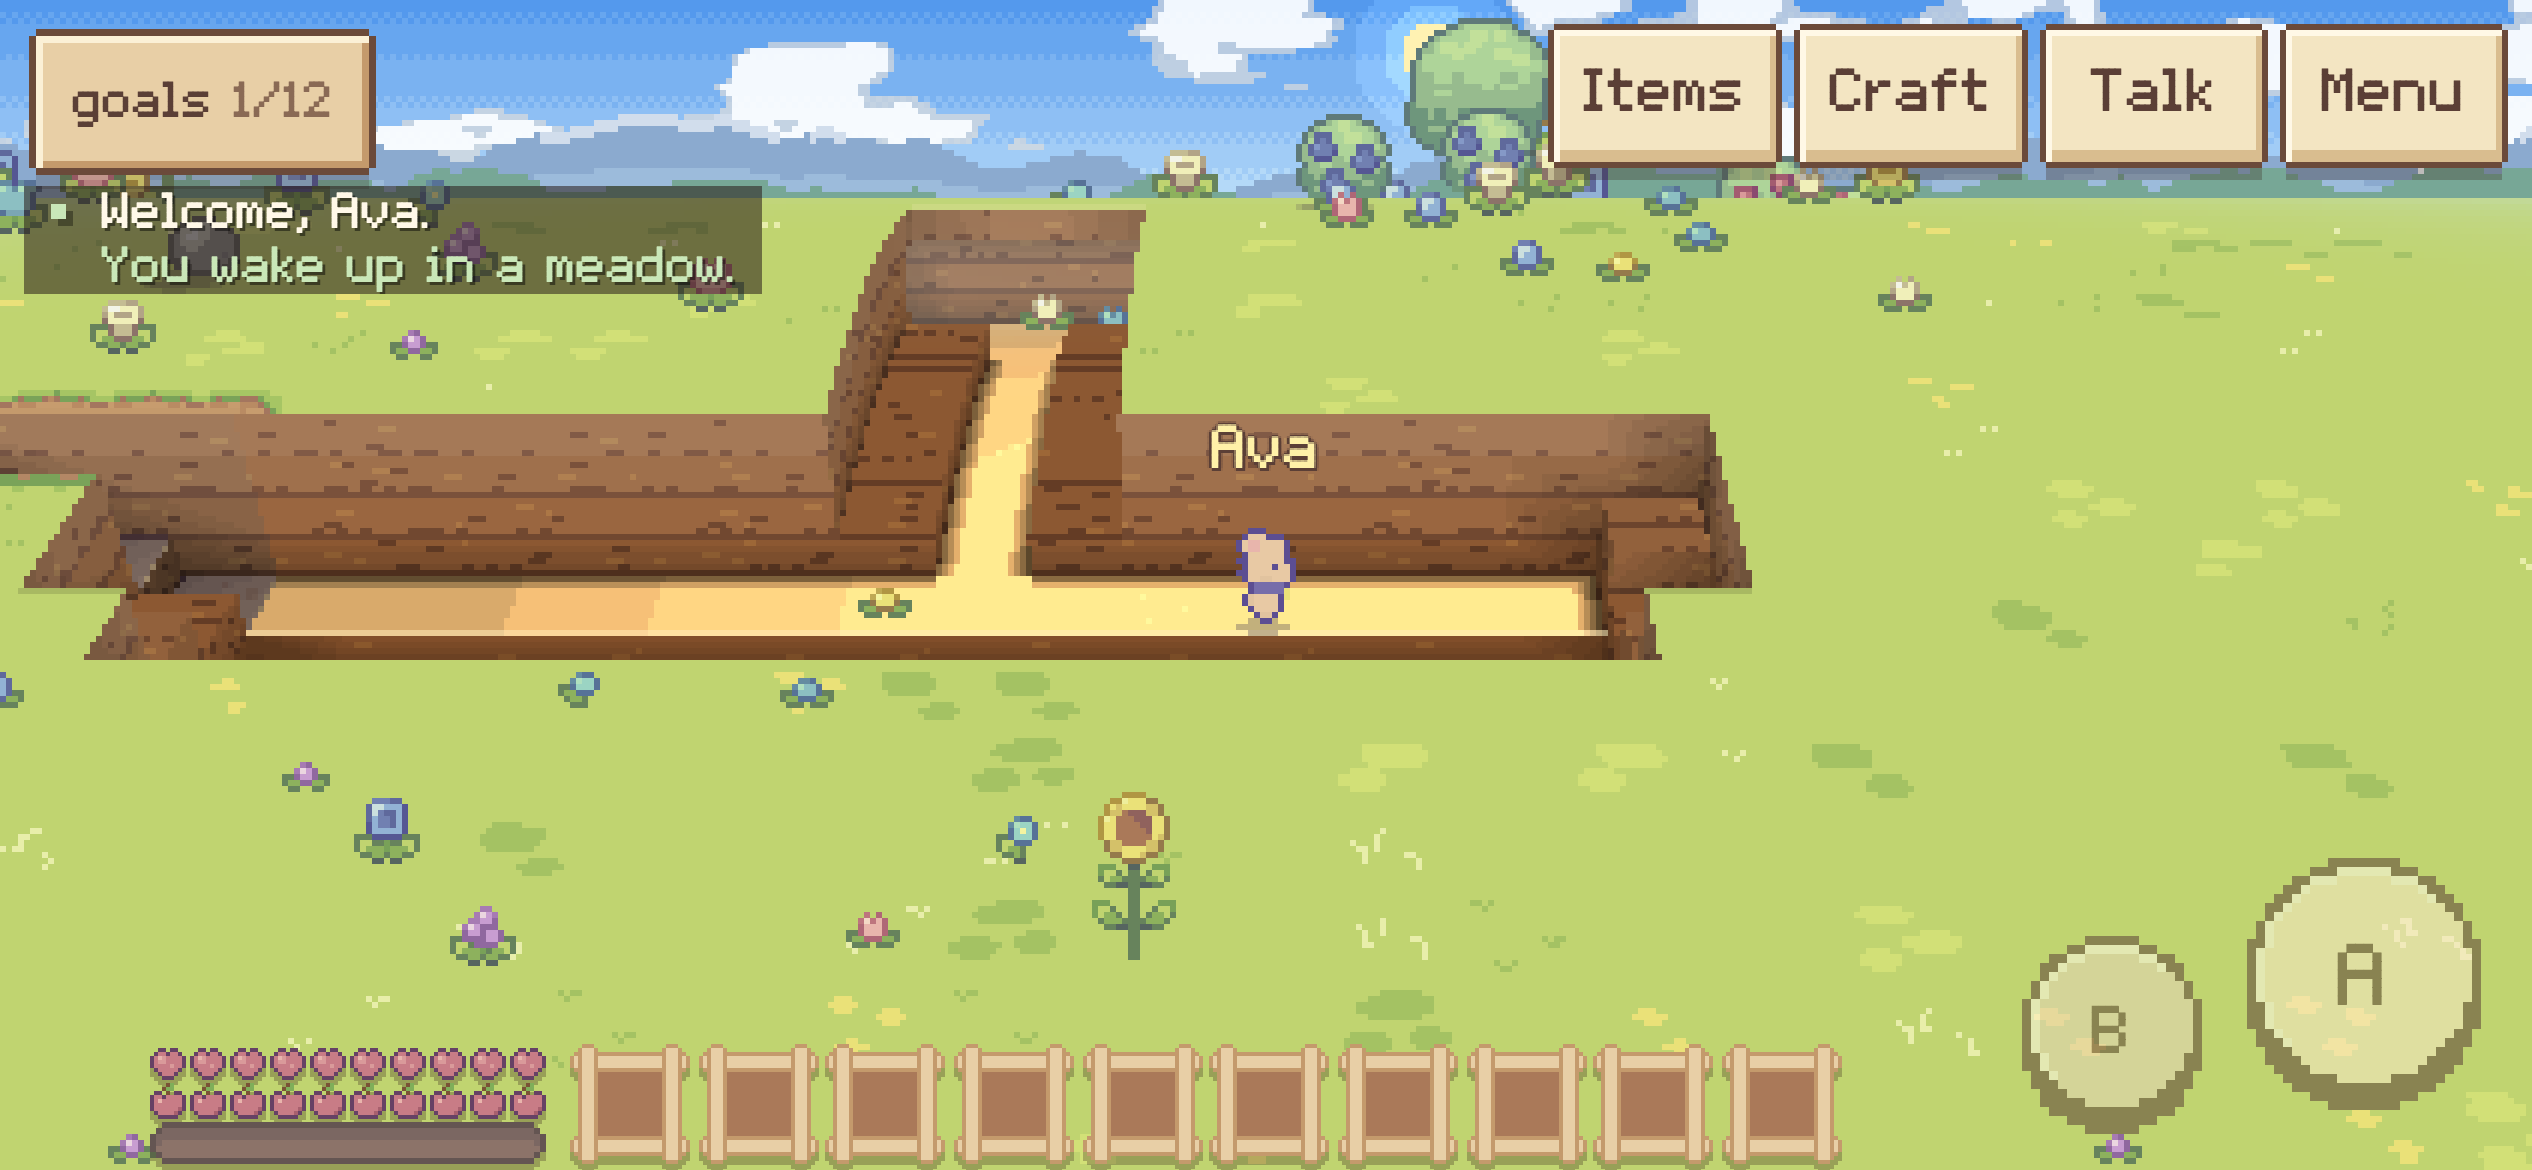 goals 1/12
Items
Craft
Talk
Menu
Welcome, Ava.
You wake up in a meadow.
Ava
B
A